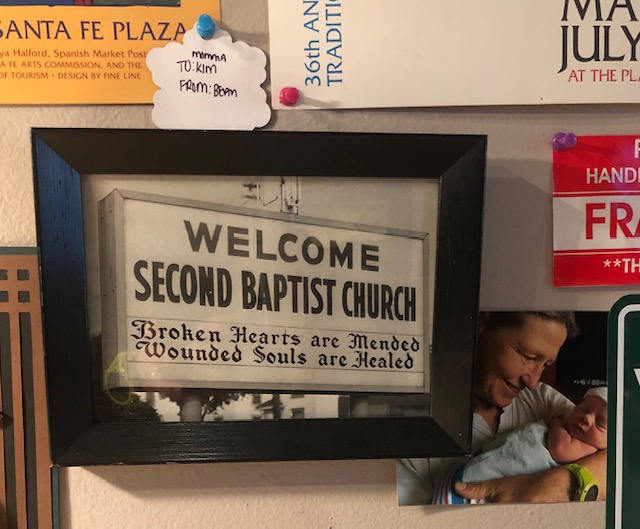 SANTA FE PLAZA
ya Halford, Spanish Market Post
A FE ARTS COMMISSION, AND THE
OF TOURISM • DESIGN BY FINE LINE
momma
TO: KIM
FROM: BEAM
36th AN
TRADITI
MA
JULY
AT THE PLA
HAND
FRA
**TH
WELCOME
SECOND BAPTIST CHURCH
Broken Hearts are Mended
Wounded Souls are Healed